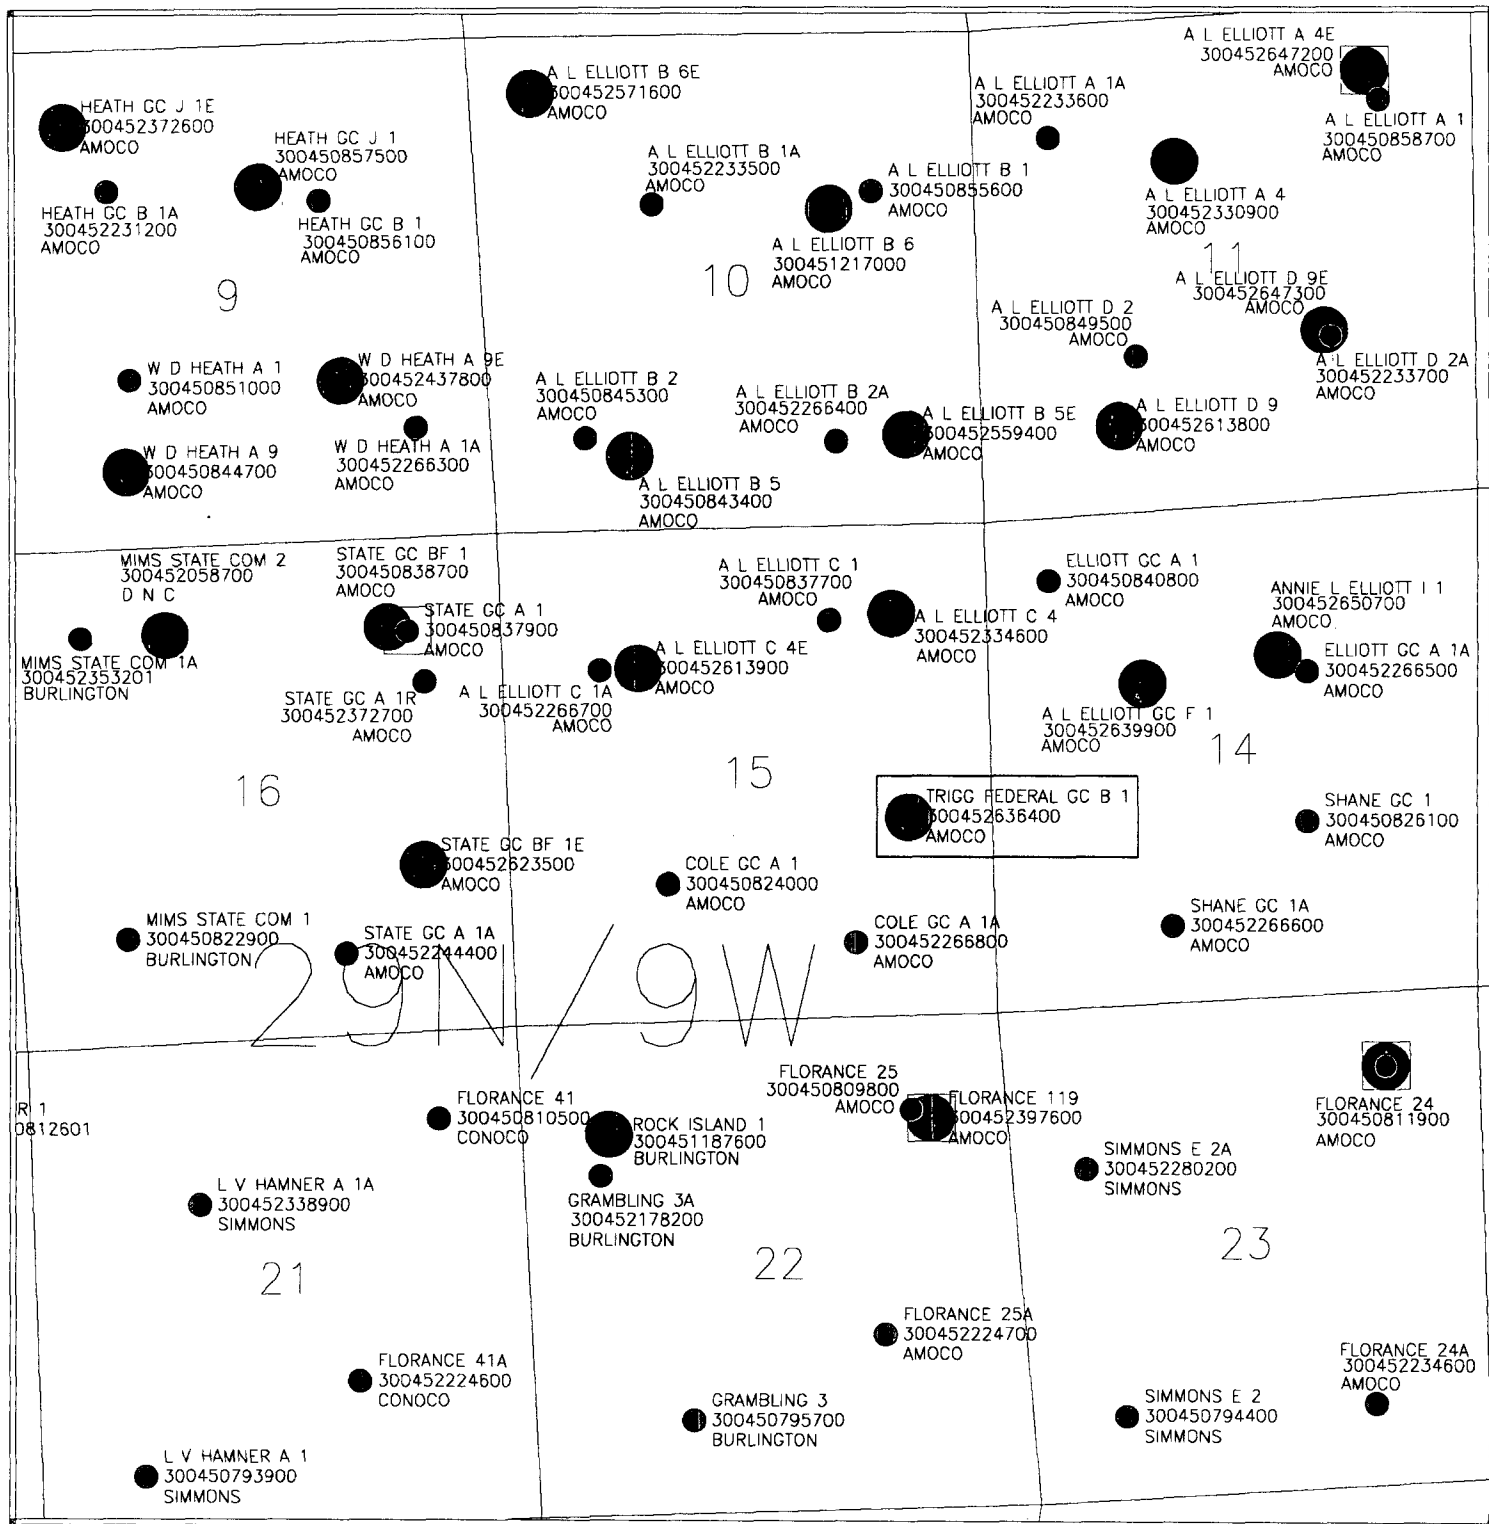 A L ELLIOTT A 4E
300452647200
AMOCO
A L ELLIOTT B 6E
300452571600
AMOCO
A L ELLIOTT A 1A
300452233600
AMOCO
HEATH GC J 1E
300452372600
AMOCO
A L ELLIOTT A 1
300450858700
AMOCO
HEATH GC J 1
300450857500
AMOCO
A L ELLIOTT B 1A
300452233500
AMOCO
A L ELLIOTT B 1
300450855600
AMOCO
A L ELLIOTT A 4
300452330900
AMOCO
HEATH GC B 1A
300452231200
AMOCO
HEATH GC B 1
300450856100
AMOCO
A L ELLIOTT B 6
300451217000
AMOCO
9
10
11
A L ELLIOTT D 9E
300452647300
AMOCO
A L ELLIOTT D 2
300450849500
AMOCO
A L ELLIOTT D 2A
300452233700
AMOCO
W D HEATH A 1
300450851000
AMOCO
W D HEATH A 9E
300452437800
AMOCO
A L ELLIOTT B 2
300450845300
AMOCO
A L ELLIOTT B 2A
300452266400
AMOCO
A L ELLIOTT B 5E
300452559400
AMOCO
A L ELLIOTT D 9
300452613800
AMOCO
W D HEATH A 9
300450844700
AMOCO
W D HEATH A 1A
300452266300
AMOCO
A L ELLIOTT B 5
300450843400
AMOCO
MIMS STATE COM 2
300452058700
D N C
STATE GC BF 1
300450838700
AMOCO
A L ELLIOTT C 1
300450837700
AMOCO
ELLIOTT GC A 1
300450840800
AMOCO
ANNIE L ELLIOTT I 1
300452650700
AMOCO
STATE GC A 1
300450837900
AMOCO
A L ELLIOTT C 4
300452334600
AMOCO
MIMS STATE COM 1A
300452353201
BURLINGTON
A L ELLIOTT C 4E
300452613900
AMOCO
ELLIOTT GC A 1A
300452266500
AMOCO
STATE GC A 1R
300452372700
AMOCO
A L ELLIOTT C 1A
300452266700
AMOCO
A L ELLIOTT GC F 1
300452639900
AMOCO
16
15
14
TRIGG FEDERAL GC B 1
300452636400
AMOCO
SHANE GC 1
300450826100
AMOCO
STATE GC BF 1E
300452623500
AMOCO
COLE GC A 1
300450824000
AMOCO
MIMS STATE COM 1
300450822900
BURLINGTON
STATE GC A 1A
300452244400
AMOCO
COLE GC A 1A
300452266800
AMOCO
SHANE GC 1A
300452266600
AMOCO
29N/9W
R 1
0812601
FLORANCE 41
300450810500
CONOCO
ROCK ISLAND 1
300451187600
BURLINGTON
FLORANCE 25
300450809800
AMOCO
FLORANCE 119
300452397600
AMOCO
FLORANCE 24
300450811900
AMOCO
L V HAMNER A 1A
300452338900
SIMMONS
GRAMBLING 3A
300452178200
BURLINGTON
SIMMONS E 2A
300452280200
SIMMONS
21
22
23
FLORANCE 25A
300452224700
AMOCO
FLORANCE 41A
300452224600
CONOCO
FLORANCE 24A
300452234600
AMOCO
GRAMBLING 3
300450795700
BURLINGTON
SIMMONS E 2
300450794400
SIMMONS
L V HAMNER A 1
300450793900
SIMMONS